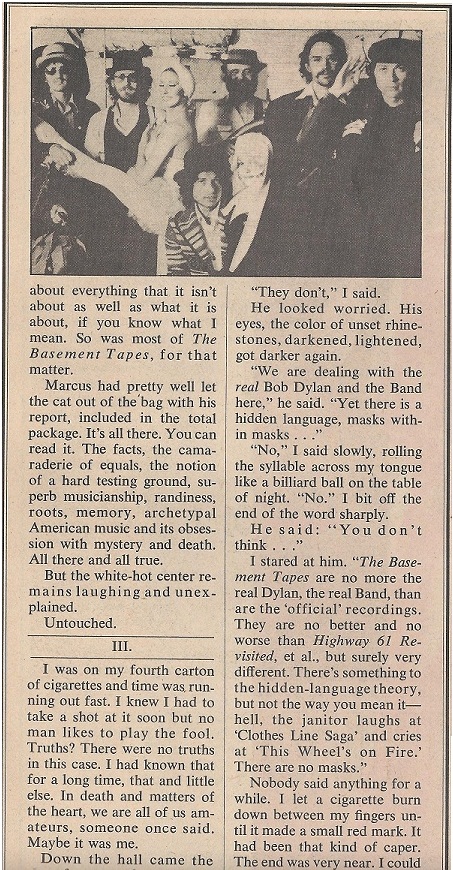 about everything that it isn't
about as well as what it is
about, if you know what I
mean. So was most of The
Basement Tapes, for that
matter.
Marcus had pretty well let
the cat out of the bag with his
report, included in the total
package. It's all there. You can
read it. The facts, the cama-
raderie of equals, the notion
of a hard testing ground, su-
perb musicianship, randiness,
roots, memory, archetypal
American music and its obses-
sion with mystery and death.
All there and all true.
But the white-hot center re-
mains laughing and unex-
plained.
Untouched.
III.
I was on my fourth carton
of cigarettes and time was run-
ning out fast. I knew I had to
take a shot at it soon but no
man likes to play the fool.
Truths? There were no truths
in this case. I had known that
for a long time, that and little
else. In death and matters of
the heart, we are all of us am-
ateurs, someone once said.
Maybe it was me.
Down the hall came the
"They don't," I said.
He looked worried. His
eyes, the color of unset rhine-
stones, darkened, lightened,
got darker again.
"We are dealing with the
real Bob Dylan and the Band
here," he said. "Yet there is a
hidden language, masks with-
in masks . . ."
"No," I said slowly, rolling
the syllable across my tongue
like a billiard ball on the table
of night. "No." I bit off the
end of the word sharply.
He said: "You don't
think . . ."
I stared at him. "The Base-
ment Tapes are no more the
real Dylan, the real Band, than
are the 'official' recordings.
They are no better and no
worse than Highway 61 Re-
visited, et al., but surely very
different. There's something to
the hidden-language theory,
but not the way you mean it—
hell, the janitor laughs at
'Clothes Line Saga' and cries
at 'This Wheel's on Fire.'
There are no masks."
Nobody said anything for a
while. I let a cigarette burn
down between my fingers un-
til it made a small red mark. It
had been that kind of caper.
The end was very near. I could